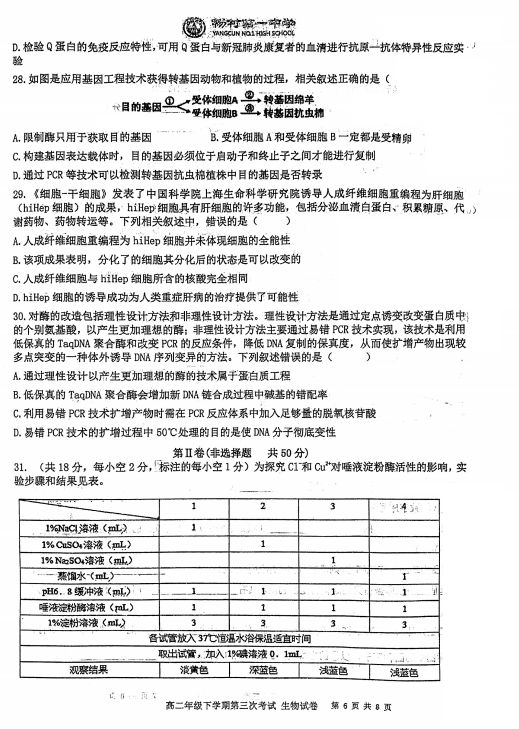 杨村第一中学
YANGCUN NO.1 HIGH SCHOOL
D.检验Q蛋白的免疫反应特性,可用Q蛋白与新冠肺炎康复者的血清进行抗原—抗体特异性反应实
验
28.如图是应用基因工程技术获得转基因动物和植物的过程，相关叙述正确的是（
目的基因 ① 受体细胞A ② 转基因绵羊
受体细胞B ③ 转基因抗虫棉
A.限制酶只用于获取目的基因 B.受体细胞A和受体细胞B一定都是受精卵
C.构建基因表达载体时，目的基因必须位于启动子和终止子之间才能进行复制
D.通过PCR等技术可以检测转基因抗虫棉植株中目的基因是否转录
29.《细胞-干细胞》发表了中国科学院上海生命科学研究院诱导人成纤维细胞重编程为肝细胞
（hiHep细胞）的成果，hiHep细胞具有肝细胞的许多功能，包括分泌血清白蛋白、积累糖原、代
谢药物、药物转运等。下列相关叙述中，错误的是（ ）
A.人成纤维细胞重编程为hiHep细胞并未体现细胞的全能性
B.该项成果表明，分化了的细胞其分化后的状态是可以改变的
C.人成纤维细胞与hiHep细胞所含的核酸完全相同
D.hiHep细胞的诱导成功为人类重症肝病的治疗提供了可能性
30.对酶的改造包括理性设计方法和非理性设计方法。理性设计方法是通过定点诱变改变蛋白质中
的个别氨基酸，以产生更加理想的酶；非理性设计方法主要通过易错PCR技术实现，该技术是利用
低保真的TaqDNA聚合酶和改变PCR的反应条件，降低DNA复制的保真度，从而使扩增产物出现较
多点突变的一种体外诱导DNA序列变异的方法。下列叙述错误的是（ ）
A.通过理性设计以产生更加理想的酶的技术属于蛋白质工程
B.低保真的TaqDNA聚合酶会增加新DNA链合成过程中碱基的错配率
C.利用易错PCR技术扩增产物时需在PCR反应体系中加入足够量的脱氧核苷酸
D.易错PCR技术的扩增过程中50℃处理的目的是使DNA分子彻底变性
第Ⅱ卷(非选择题 共50分)
31. （共18分，每小空2分，标注的每小空1分）为探究Cl⁻和Cu²⁺对唾液淀粉酶活性的影响，实
验步骤和结果见表。
1 2 3 4
1%NaCl溶液（mL） 1
1% CuSO₄溶液（mL） 1
1% Na₂SO₄溶液（mL） 1
蒸馏水（mL） 1
pH6.8缓冲液（mL） 1 1 1 1
唾液淀粉酶溶液（mL） 1 1 1 1
1%淀粉溶液（mL） 3 3 3 3
各试管放入37℃恒温水浴保温适宜时间
取出试管，加入1%碘溶液0.1mL
观察结果 淡黄色 深蓝色 浅蓝色 浅蓝色
高二年级下学期第三次考试 生物试卷 第6页共8页